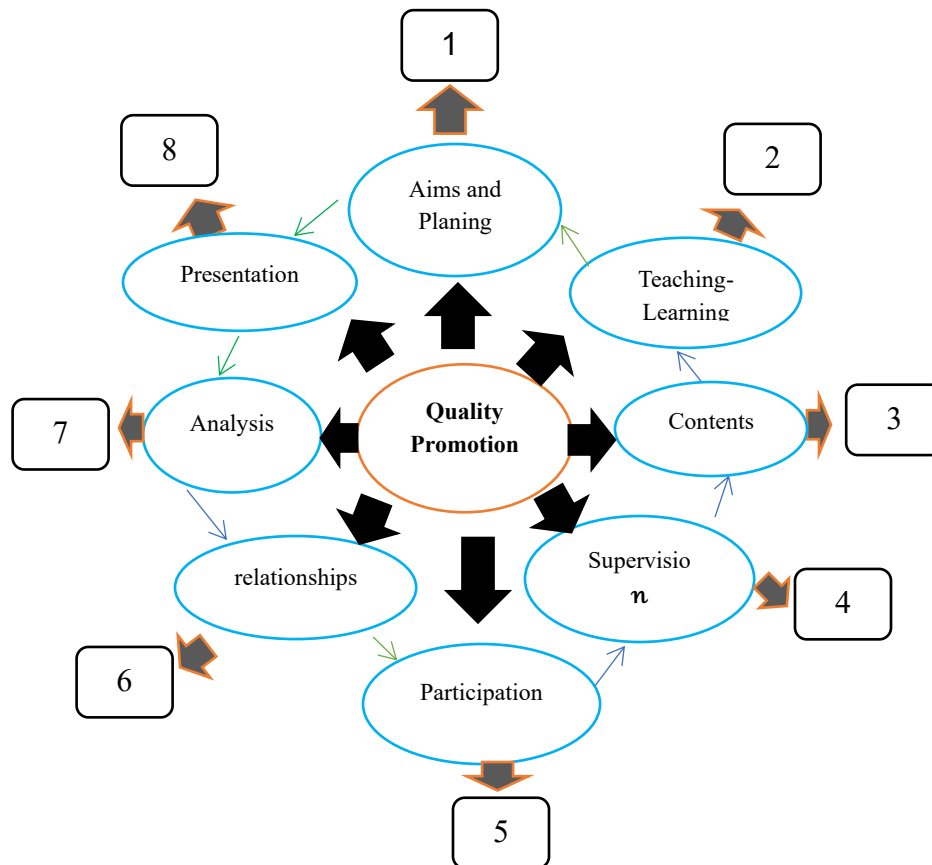 1
8
2
Aims and
Planing
Presentation
Teaching-
Learning
7
Analysis
Quality
Promotion
Contents
3
relationships
Supervisio
n
4
6
Participation
5